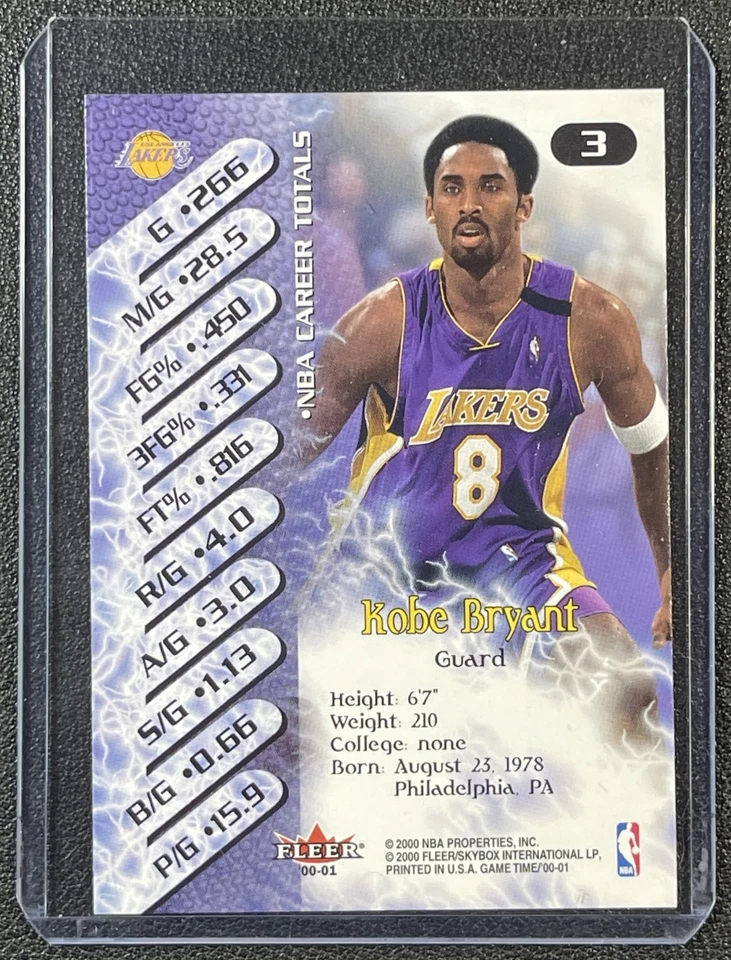 LOS ANGELES
LAKERS
3
G •266
M/G •28.5
FG% •.450
3FG% •.331
FT% •.816
R/G •4.0
A/G •3.0
S/G •1.13
B/G •0.66
P/G •15.9
•NBA CAREER TOTALS
LAKERS
8
Kobe Bryant
Guard
Height: 6'7"
Weight: 210
College: none
Born: August 23, 1978
Philadelphia, PA
FLEER®
'00-01
© 2000 NBA PROPERTIES, INC.
© 2000 FLEER/SKYBOX INTERNATIONAL LP,
PRINTED IN U.S.A. GAME TIME/'00-01
NBA